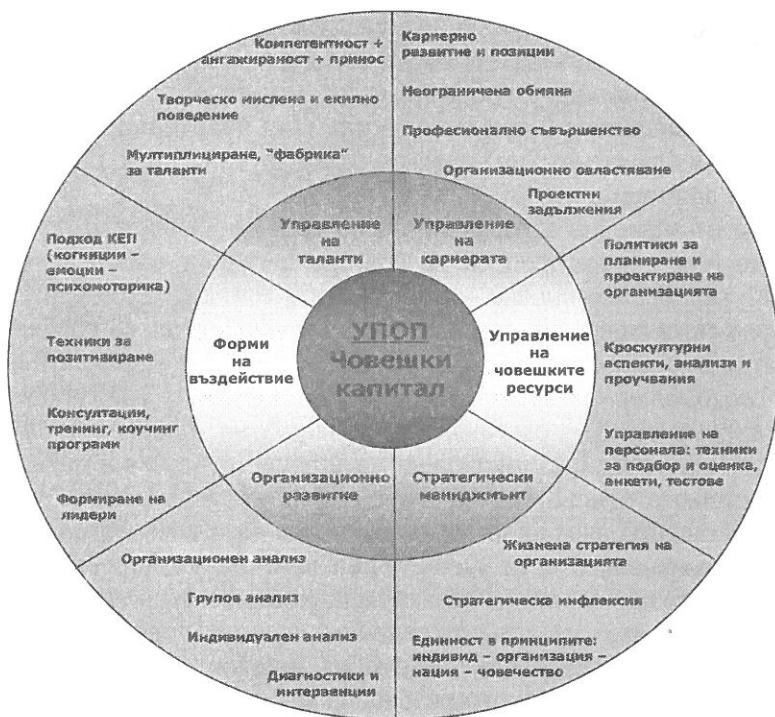 Компетентност +
ангажираност + принос
Творческо мислена и екипно
поведение
Мултиплициране, "фабрика"
за таланти
Кариерно
развитие и позиции
Неограничена обмяна
Професионално съвършенство
Организационно овластяване
Проектни
задължения
Управление
на
таланти
Управление
на
кариерата
Подход КЕП
(когниции –
емоции –
психомоторика)
Техники за
позитивиране
Консултации,
тренинг, коучинг
програми
Формиране на
лидери
Форми
на
въздействие
УПОП
Човешки
капитал
Управление
на
човешките
ресурси
Политики за
планиране и
проектиране на
организацията
Кроскултурни
аспекти, анализи и
проучвания
Управление на
персонала: техники
за подбор и оценка,
анкети, тестове
Организационно
развитие
Стратегически
мениджмънт
Организационен анализ
Групов анализ
Индивидуален анализ
Диагностики и
интервенции
Жизнена стратегия на
организацията
Стратегическа инфлексия
Единност в принципите:
индивид – организация –
нация – човечество